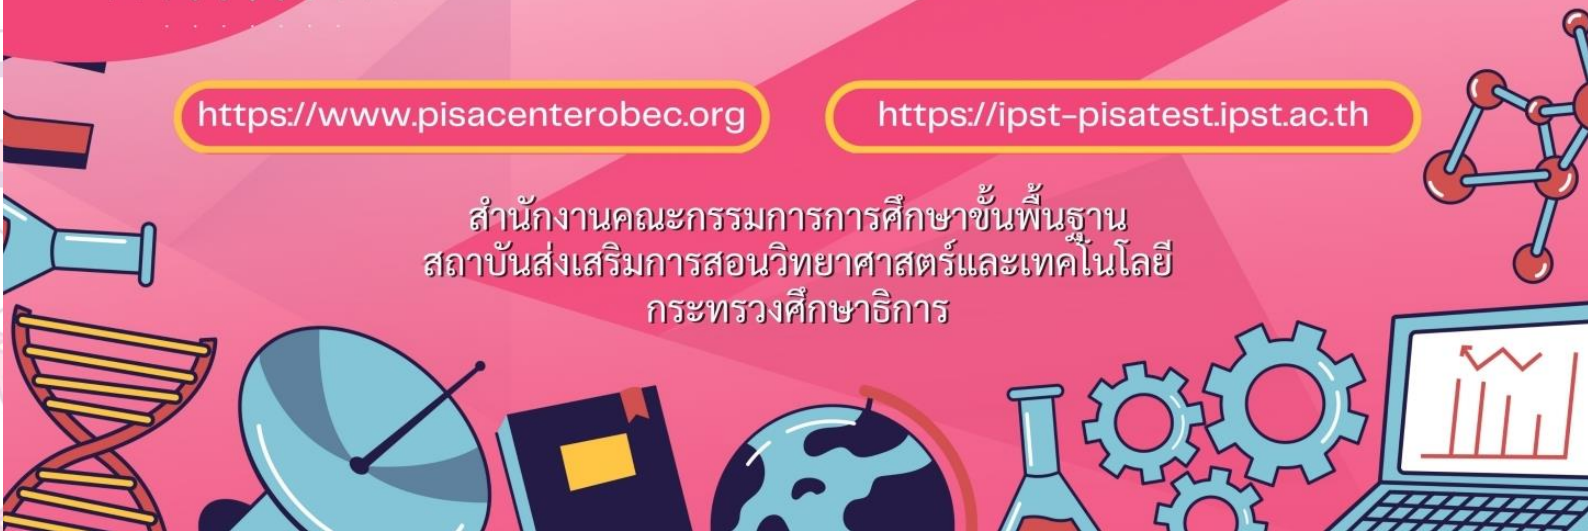 https://www.pisacenterobec.org
https://ipst-pisatest.ipst.ac.th
สำนักงานคณะกรรมการการศึกษาขั้นพื้นฐาน
สถาบันส่งเสริมการสอนวิทยาศาสตร์และเทคโนโลยี
กระทรวงศึกษาธิการ